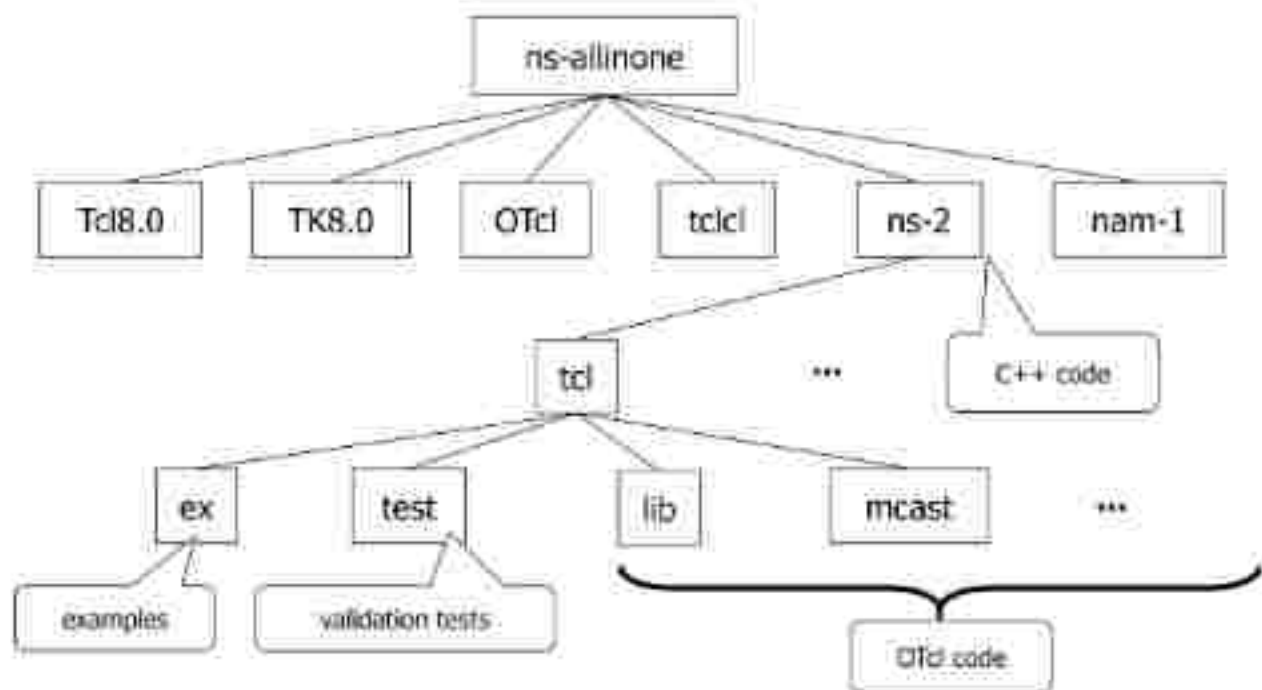 ns-allinone
Tcl8.0
TK8.0
OTcl
tclcl
ns-2
nam-1
tcl
...
C++ code
ex
test
lib
mcast
...
examples
validation tests
OTcl code